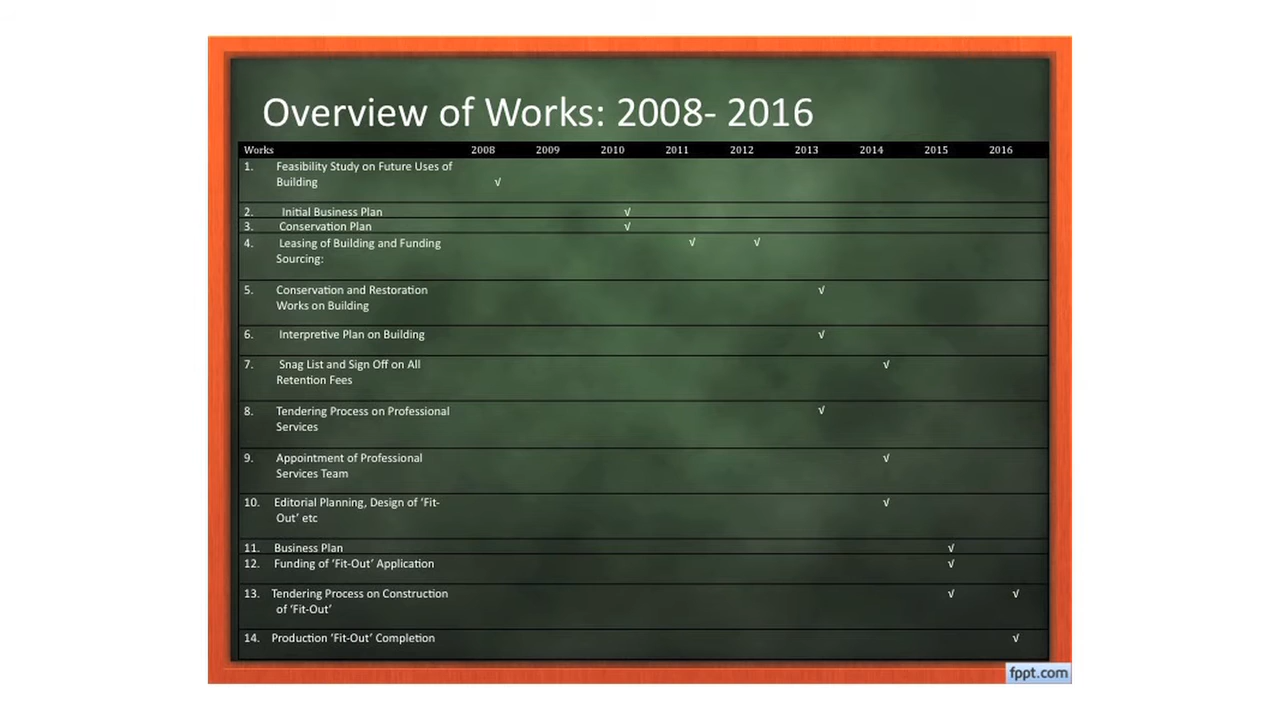 Overview of Works: 2008- 2016
Works 2008 2009 2010 2011 2012 2013 2014 2015 2016
1. Feasibility Study on Future Uses of
Building √
2. Initial Business Plan √
3. Conservation Plan √
4. Leasing of Building and Funding √ √
Sourcing:
5. Conservation and Restoration √
Works on Building
6. Interpretive Plan on Building √
7. Snag List and Sign Off on All √
Retention Fees
8. Tendering Process on Professional √
Services
9. Appointment of Professional √
Services Team
10. Editorial Planning, Design of ‘Fit- √
Out’ etc
11. Business Plan √
12. Funding of ‘Fit-Out’ Application √
13. Tendering Process on Construction √ √
of ‘Fit-Out’
14. Production ‘Fit-Out’ Completion √
fppt.com